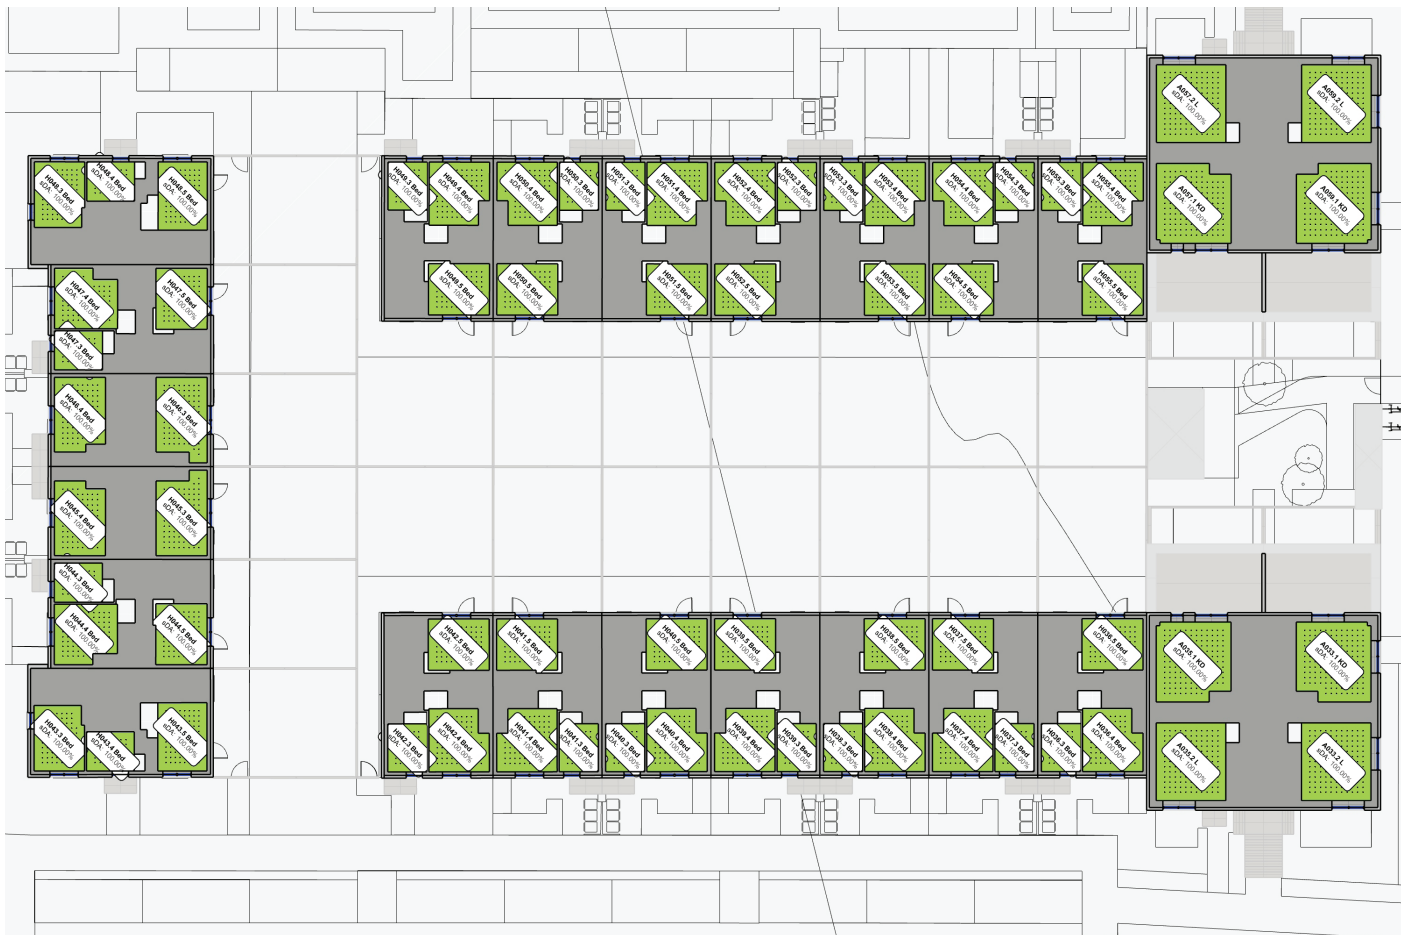 A057.2 L
sDA: 100.00%
A059.2 L
sDA: 100.00%
H048.3 Bed
sDA: 100.00%
H048.4 Bed
sDA: 100.00%
H048.5 Bed
sDA: 100.00%
H049.3 Bed
sDA: 100.00%
H049.4 Bed
sDA: 100.00%
H050.4 Bed
sDA: 100.00%
H050.3 Bed
sDA: 100.00%
H051.3 Bed
sDA: 100.00%
H051.4 Bed
sDA: 100.00%
H052.4 Bed
sDA: 100.00%
H052.3 Bed
sDA: 100.00%
H053.3 Bed
sDA: 100.00%
H053.4 Bed
sDA: 100.00%
H054.4 Bed
sDA: 100.00%
H054.3 Bed
sDA: 100.00%
H055.3 Bed
sDA: 100.00%
H055.4 Bed
sDA: 100.00%
A057.1 KD
sDA: 100.00%
A059.1 KD
sDA: 100.00%
H047.4 Bed
sDA: 100.00%
H047.5 Bed
sDA: 100.00%
H049.5 Bed
sDA: 100.00%
H050.5 Bed
sDA: 100.00%
H051.5 Bed
sDA: 100.00%
H052.5 Bed
sDA: 100.00%
H053.5 Bed
sDA: 100.00%
H054.5 Bed
sDA: 100.00%
H055.5 Bed
sDA: 100.00%
H047.3 Bed
sDA: 100.00%
H046.4 Bed
sDA: 100.00%
H046.3 Bed
sDA: 100.00%
H045.4 Bed
sDA: 100.00%
H045.3 Bed
sDA: 100.00%
H044.3 Bed
sDA: 100.00%
H044.4 Bed
sDA: 100.00%
H044.5 Bed
sDA: 100.00%
H042.5 Bed
sDA: 100.00%
H041.5 Bed
sDA: 100.00%
H040.5 Bed
sDA: 100.00%
H039.5 Bed
sDA: 100.00%
H038.5 Bed
sDA: 100.00%
H037.5 Bed
sDA: 100.00%
H036.5 Bed
sDA: 100.00%
A035.1 KD
sDA: 100.00%
A033.1 KD
sDA: 100.00%
H043.3 Bed
sDA: 100.00%
H043.4 Bed
sDA: 100.00%
H043.5 Bed
sDA: 100.00%
H042.3 Bed
sDA: 100.00%
H042.4 Bed
sDA: 100.00%
H041.4 Bed
sDA: 100.00%
H041.3 Bed
sDA: 100.00%
H040.3 Bed
sDA: 100.00%
H040.4 Bed
sDA: 100.00%
H039.4 Bed
sDA: 100.00%
H039.3 Bed
sDA: 100.00%
H038.3 Bed
sDA: 100.00%
H038.4 Bed
sDA: 100.00%
H037.4 Bed
sDA: 100.00%
H037.3 Bed
sDA: 100.00%
H036.3 Bed
sDA: 100.00%
H036.4 Bed
sDA: 100.00%
A035.2 L
sDA: 100.00%
A033.2 L
sDA: 100.00%